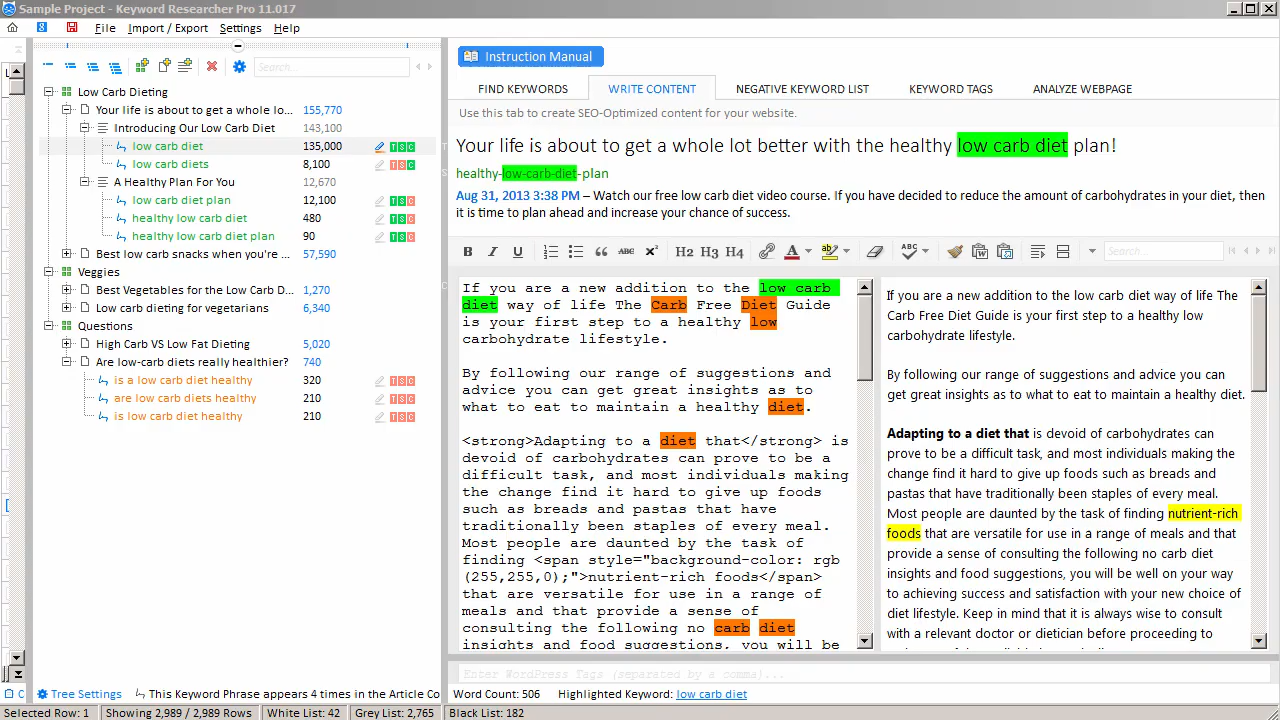 Sample Project - Keyword Researcher Pro 11.017
File Import / Export Settings Help
Search...
Low Carb Dieting
Your life is about to get a whole lo... 155,770
Introducing Our Low Carb Diet 143,100
low carb diet 135,000 T S C
low carb diets 8,100 T S C
A Healthy Plan For You 12,670
low carb diet plan 12,100 T S C
healthy low carb diet 480 T S C
healthy low carb diet plan 90 T S C
Best low carb snacks when you're ... 57,590
Veggies
Best Vegetables for the Low Carb D... 1,270
Low carb dieting for vegetarians 6,340
Questions
High Carb VS Low Fat Dieting 5,020
Are low-carb diets really healthier? 740
is a low carb diet healthy 320 T S C
are low carb diets healthy 210 T S C
is low carb diet healthy 210 T S C
Tree Settings
This Keyword Phrase appears 4 times in the Article Co
Instruction Manual
FIND KEYWORDS WRITE CONTENT NEGATIVE KEYWORD LIST KEYWORD TAGS ANALYZE WEBPAGE
Use this tab to create SEO-Optimized content for your website.
Your life is about to get a whole lot better with the healthy low carb diet plan!
healthy-low-carb-diet-plan
Aug 31, 2013 3:38 PM – Watch our free low carb diet video course. If you have decided to reduce the amount of carbohydrates in your diet, then
it is time to plan ahead and increase your chance of success.
B I U ABC X² H2 H3 H4 A ab ABC Search...
If you are a new addition to the low carb
diet way of life The Carb Free Diet Guide
is your first step to a healthy low
carbohydrate lifestyle.
By following our range of suggestions and
advice you can get great insights as to
what to eat to maintain a healthy diet.
<strong>Adapting to a diet that</strong> is
devoid of carbohydrates can prove to be a
difficult task, and most individuals making
the change find it hard to give up foods
such as breads and pastas that have
traditionally been staples of every meal.
Most people are daunted by the task of
finding <span style="background-color: rgb
(255,255,0);">nutrient-rich foods</span>
that are versatile for use in a range of
meals and that provide a sense of
consulting the following no carb diet
insights and food suggestions, you will be
If you are a new addition to the low carb diet way of life The
Carb Free Diet Guide is your first step to a healthy low
carbohydrate lifestyle.
By following our range of suggestions and advice you can
get great insights as to what to eat to maintain a healthy diet.
Adapting to a diet that is devoid of carbohydrates can
prove to be a difficult task, and most individuals making the
change find it hard to give up foods such as breads and
pastas that have traditionally been staples of every meal.
Most people are daunted by the task of finding nutrient-rich
foods that are versatile for use in a range of meals and that
provide a sense of consulting the following no carb diet
insights and food suggestions, you will be well on your way
to achieving success and satisfaction with your new choice of
diet lifestyle. Keep in mind that it is always wise to consult
with a relevant doctor or dietician before proceeding to
Enter WordPress Tags (separated by a comma)...
Word Count: 506 Highlighted Keyword: low carb diet
Selected Row: 1 Showing 2,989 / 2,989 Rows White List: 42 Grey List: 2,765 Black List: 182